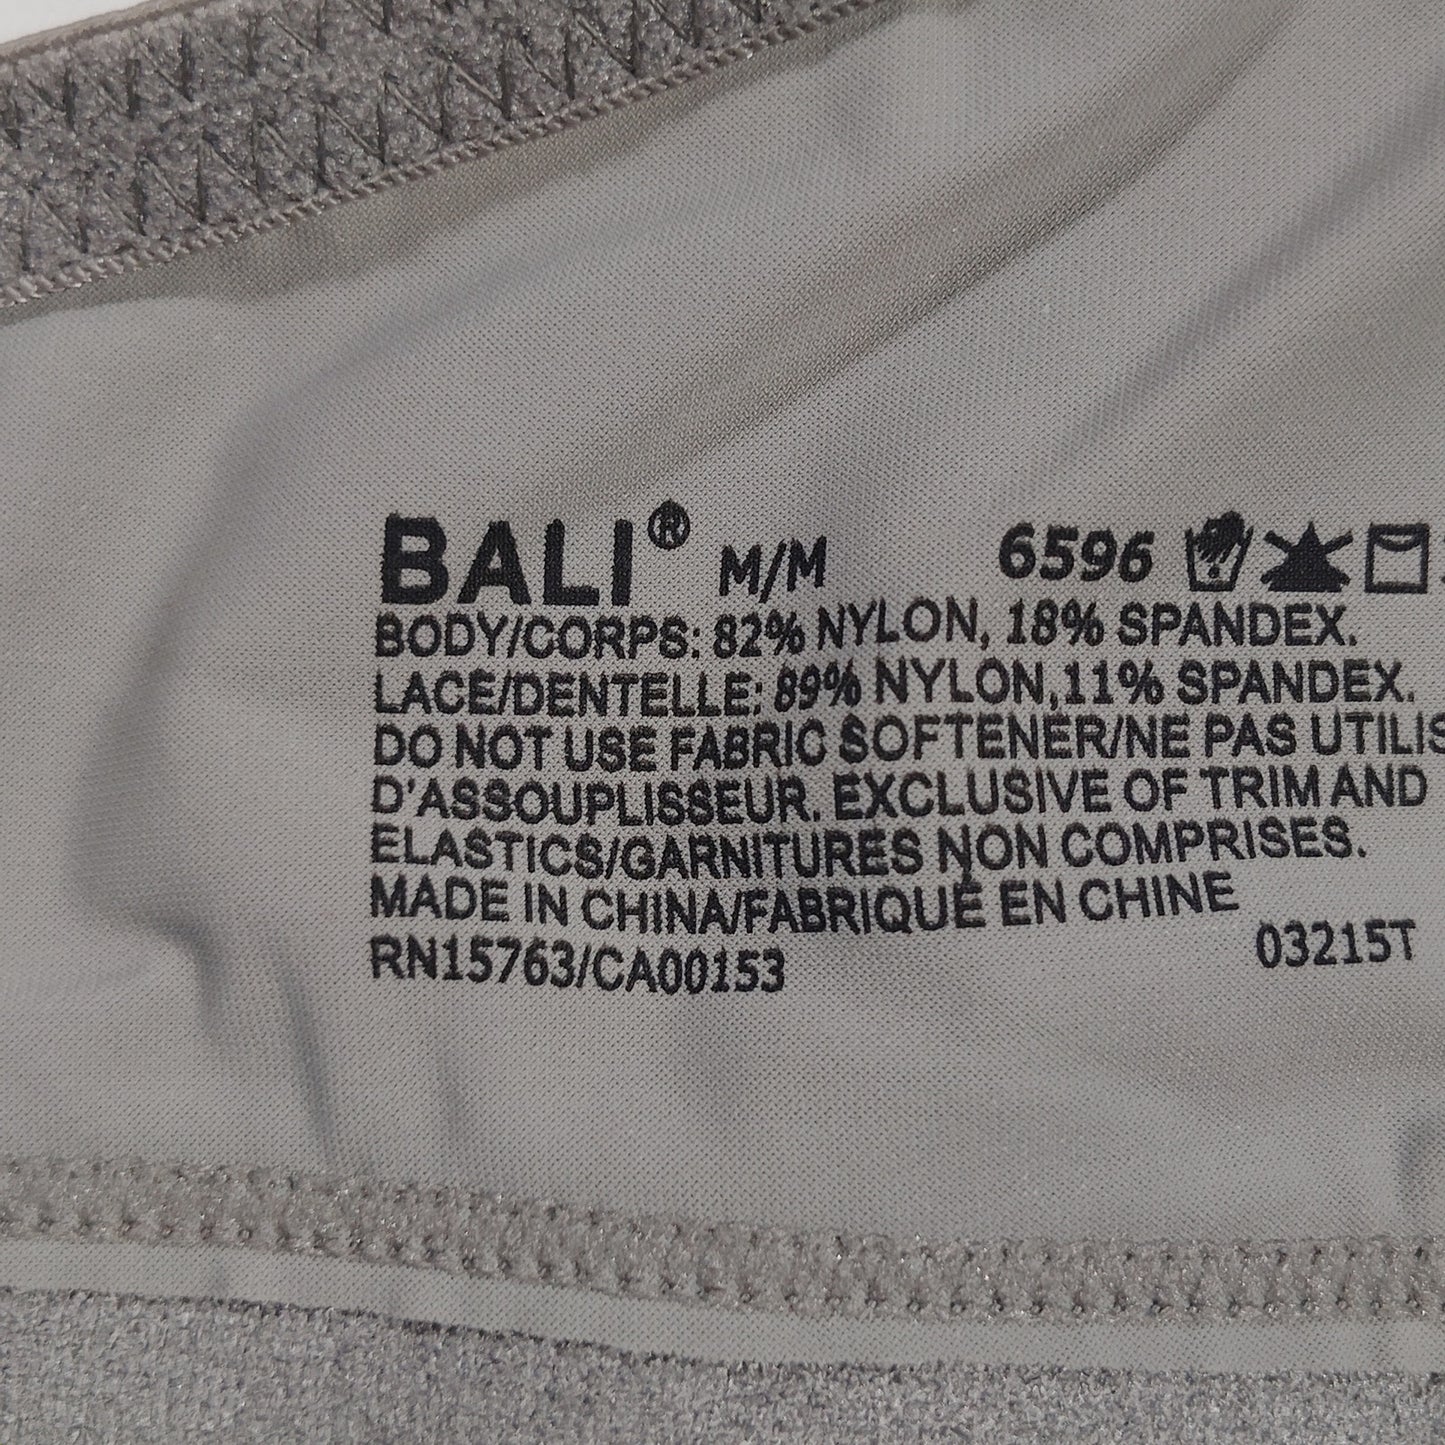 BALI® M/M 6596
BODY/CORPS: 82% NYLON, 18% SPANDEX.
LACE/DENTELLE: 89% NYLON,11% SPANDEX.
DO NOT USE FABRIC SOFTENER/NE PAS UTILIS
D'ASSOUPLISSEUR. EXCLUSIVE OF TRIM AND
ELASTICS/GARNITURES NON COMPRISES.
MADE IN CHINA/FABRIQUÉ EN CHINE
RN15763/CA00153 03215T